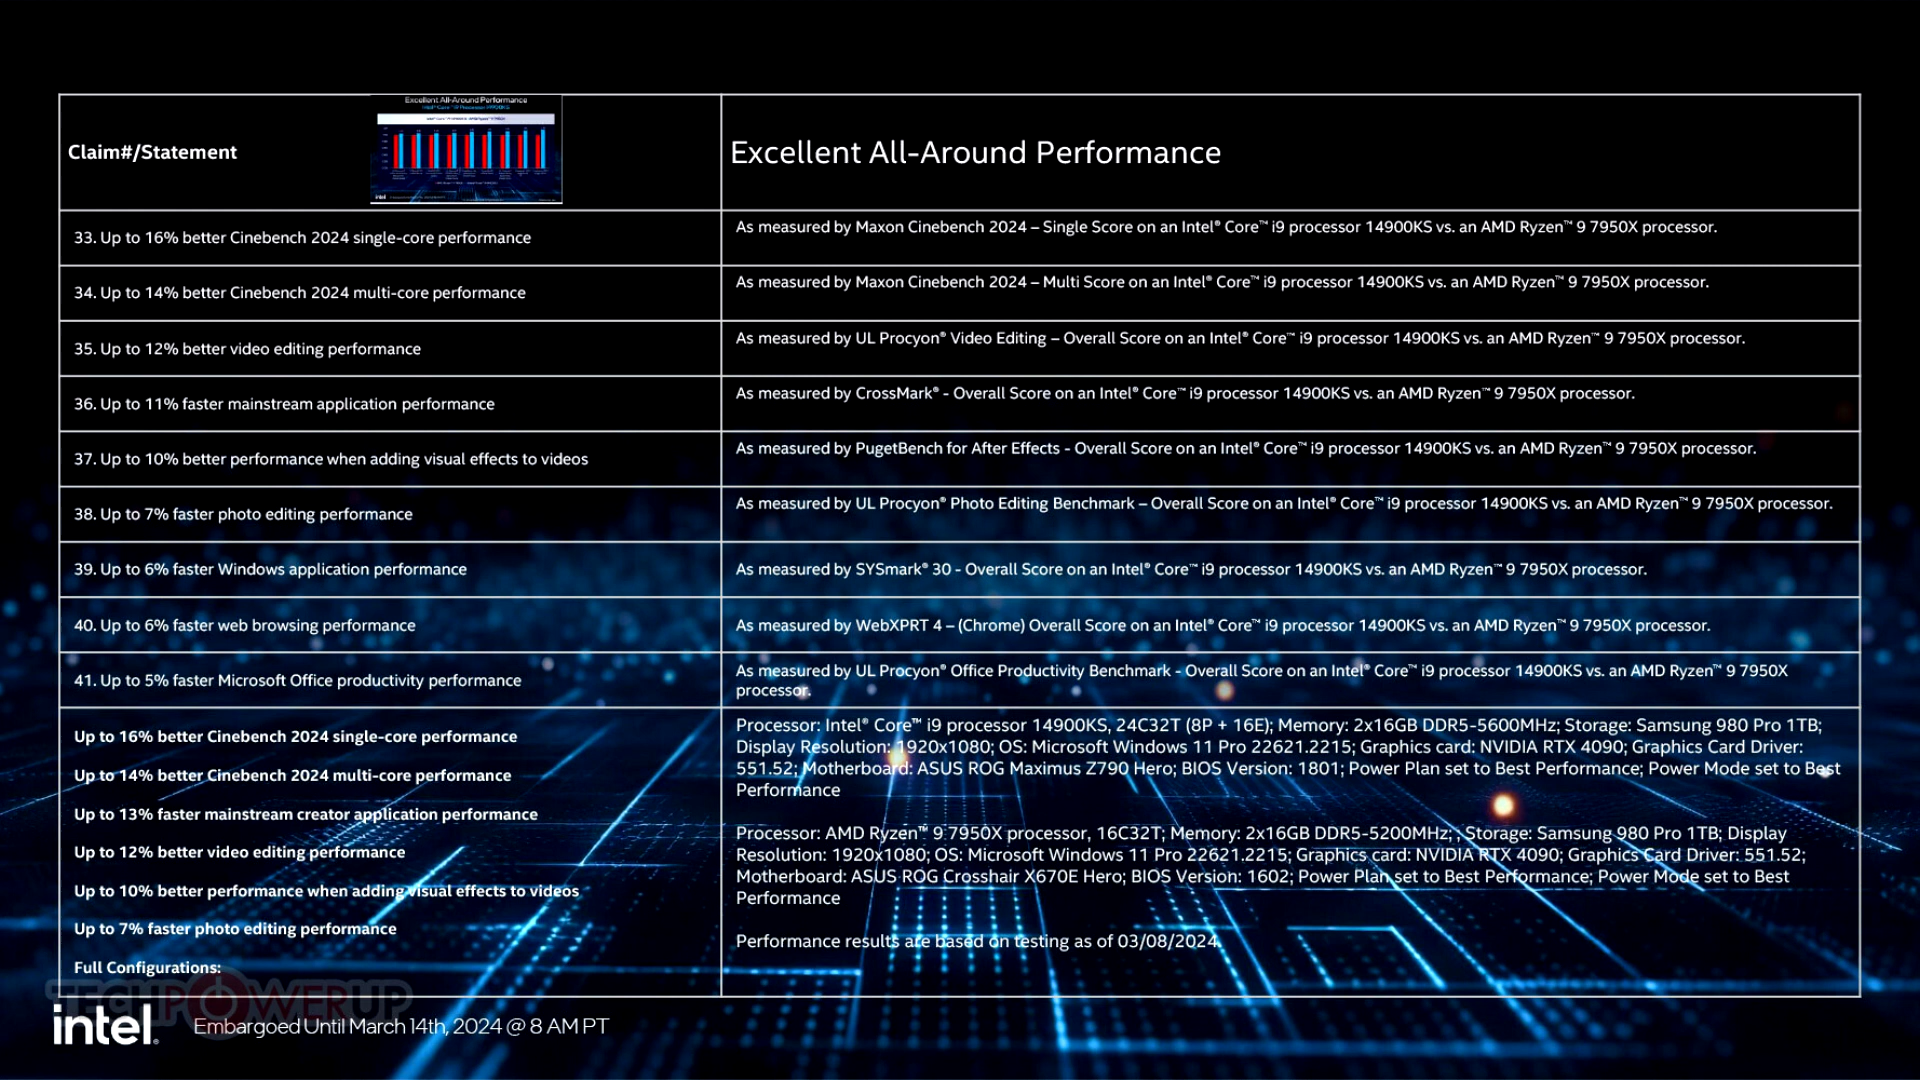 Claim#/Statement
Excellent All-Around Performance
Excellent All-Around Performance
33. Up to 16% better Cinebench 2024 single-core performance
As measured by Maxon Cinebench 2024 – Single Score on an Intel® Core™ i9 processor 14900KS vs. an AMD Ryzen™ 9 7950X processor.
34. Up to 14% better Cinebench 2024 multi-core performance
As measured by Maxon Cinebench 2024 – Multi Score on an Intel® Core™ i9 processor 14900KS vs. an AMD Ryzen™ 9 7950X processor.
35. Up to 12% better video editing performance
As measured by UL Procyon® Video Editing – Overall Score on an Intel® Core™ i9 processor 14900KS vs. an AMD Ryzen™ 9 7950X processor.
36. Up to 11% faster mainstream application performance
As measured by CrossMark® - Overall Score on an Intel® Core™ i9 processor 14900KS vs. an AMD Ryzen™ 9 7950X processor.
37. Up to 10% better performance when adding visual effects to videos
As measured by PugetBench for After Effects - Overall Score on an Intel® Core™ i9 processor 14900KS vs. an AMD Ryzen™ 9 7950X processor.
38. Up to 7% faster photo editing performance
As measured by UL Procyon® Photo Editing Benchmark – Overall Score on an Intel® Core™ i9 processor 14900KS vs. an AMD Ryzen™ 9 7950X processor.
39. Up to 6% faster Windows application performance
As measured by SYSmark® 30 - Overall Score on an Intel® Core™ i9 processor 14900KS vs. an AMD Ryzen™ 9 7950X processor.
40. Up to 6% faster web browsing performance
As measured by WebXPRT 4 – (Chrome) Overall Score on an Intel® Core™ i9 processor 14900KS vs. an AMD Ryzen™ 9 7950X processor.
41. Up to 5% faster Microsoft Office productivity performance
As measured by UL Procyon® Office Productivity Benchmark - Overall Score on an Intel® Core™ i9 processor 14900KS vs. an AMD Ryzen™ 9 7950X
processor.
Up to 16% better Cinebench 2024 single-core performance
Up to 14% better Cinebench 2024 multi-core performance
Up to 13% faster mainstream creator application performance
Up to 12% better video editing performance
Up to 10% better performance when adding visual effects to videos
Up to 7% faster photo editing performance
Full Configurations:
Processor: Intel® Core™ i9 processor 14900KS, 24C32T (8P + 16E); Memory: 2x16GB DDR5-5600MHz; Storage: Samsung 980 Pro 1TB;
Display Resolution: 1920x1080; OS: Microsoft Windows 11 Pro 22621.2215; Graphics card: NVIDIA RTX 4090; Graphics Card Driver:
551.52; Motherboard: ASUS ROG Maximus Z790 Hero; BIOS Version: 1801; Power Plan set to Best Performance; Power Mode set to Best
Performance
Processor: AMD Ryzen™ 9 7950X processor, 16C32T; Memory: 2x16GB DDR5-5200MHz; ; Storage: Samsung 980 Pro 1TB; Display
Resolution: 1920x1080; OS: Microsoft Windows 11 Pro 22621.2215; Graphics card: NVIDIA RTX 4090; Graphics Card Driver: 551.52;
Motherboard: ASUS ROG Crosshair X670E Hero; BIOS Version: 1602; Power Plan set to Best Performance; Power Mode set to Best
Performance
Performance results are based on testing as of 03/08/2024.
TECHPOWERUP
intel.
Embargoed Until March 14th, 2024 @ 8 AM PT